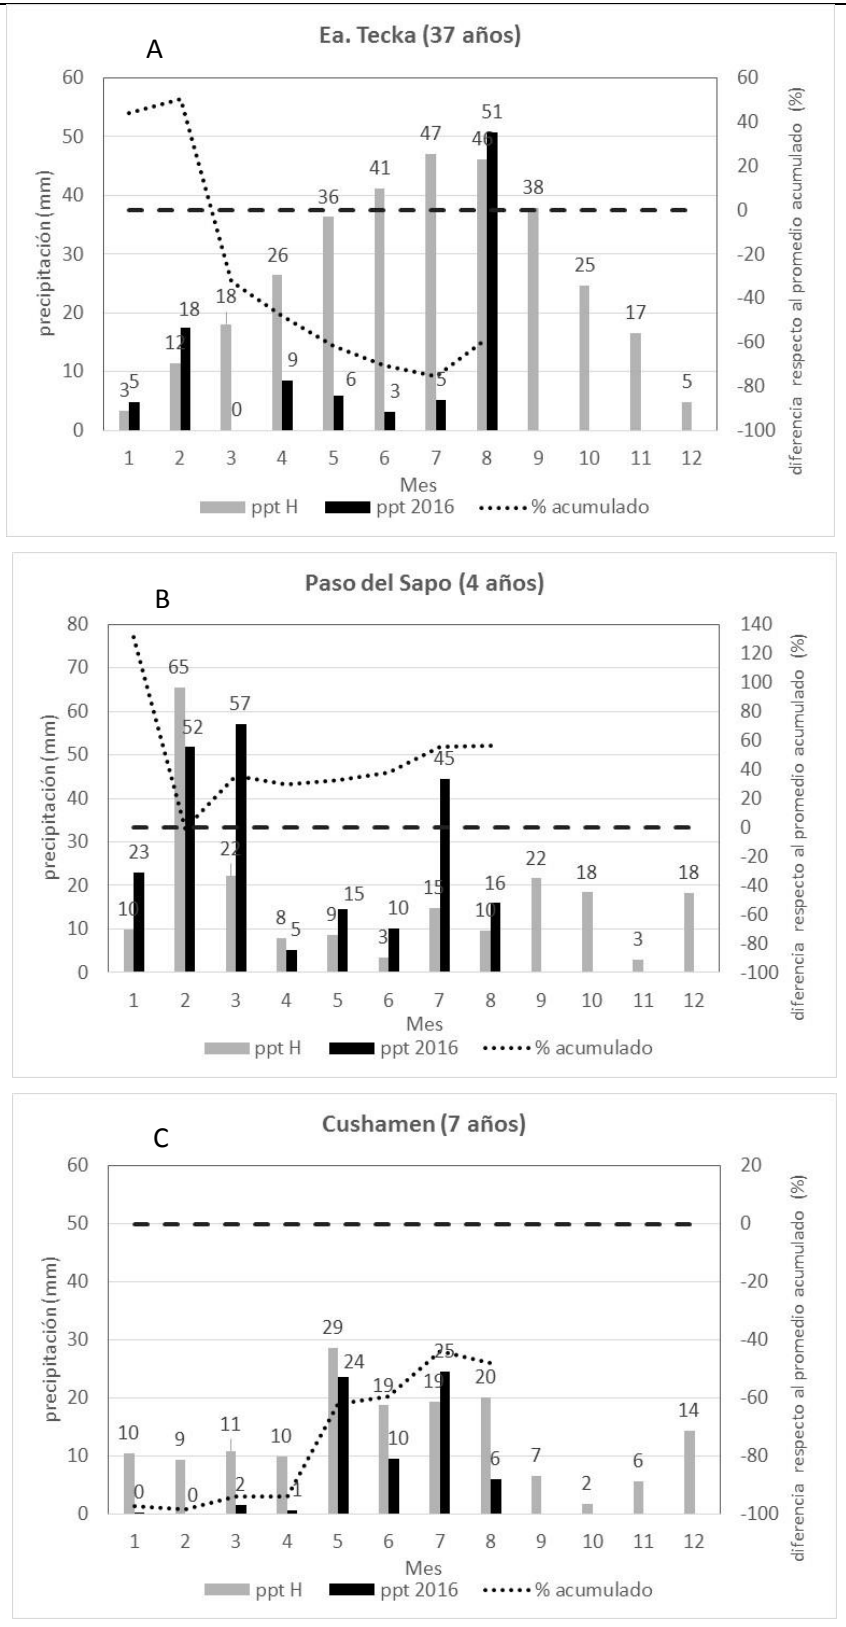 Ea. Tecka (37 años)
A
60 60
51
50 47 46 40
41 20
40 36 38 0
precipitación (mm)
diferencia respecto al promedio acumulado (%)
30 26 25 -20
20 18 18 17 -40
12 -60
10 3 5 9 6 3 5 5 -80
0 0 -100
1 2 3 4 5 6 7 8 9 10 11 12
Mes
ppt H ppt 2016 % acumulado
Paso del Sapo (4 años)
B
80 140
70 65 120
100
60 57 80
precipitación (mm)
diferencia respecto al promedio acumulado (%)
50 52 45 60
40 40
20
30 0
20 23 22 22 18 18 -20
-40
10 10 8 5 9 15 3 10 15 10 16 3 -60
-80
0 -100
1 2 3 4 5 6 7 8 9 10 11 12
Mes
ppt H ppt 2016 % acumulado
Cushamen (7 años)
C
60 20
50 0
precipitación (mm)
diferencia respecto al promedio acumulado (%)
40 -20
30 29 25 -40
20 24 19 19 20 -60
14
10 10 9 11 10 10 6 7 6 -80
0 0 0 2 1 2 -100
1 2 3 4 5 6 7 8 9 10 11 12
Mes
ppt H ppt 2016 % acumulado